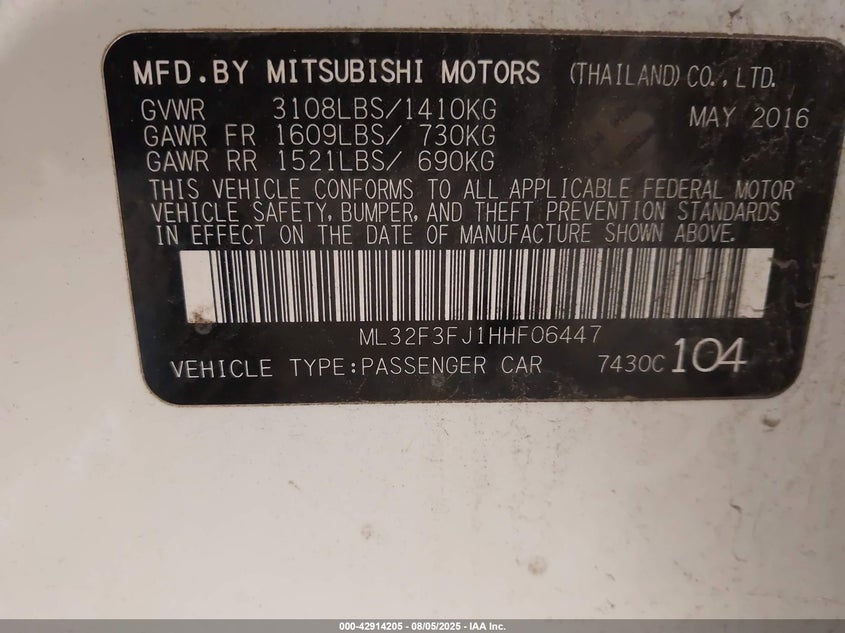 MFD.BY MITSUBISHI MOTORS (THAILAND) CO., LTD.
GVWR 3108LBS/1410KG MAY 2016
GAWR FR 1609LBS/ 730KG
GAWR RR 1521LBS/ 690KG
THIS VEHICLE CONFORMS TO ALL APPLICABLE FEDERAL MOTOR
VEHICLE SAFETY, BUMPER, AND THEFT PREVENTION STANDARDS
IN EFFECT ON THE DATE OF MANUFACTURE SHOWN ABOVE.
ML32F3FJ1HHF06447
VEHICLE TYPE:PASSENGER CAR 7430C 104
000-42914205 - 08/05/2025 - IAA Inc.